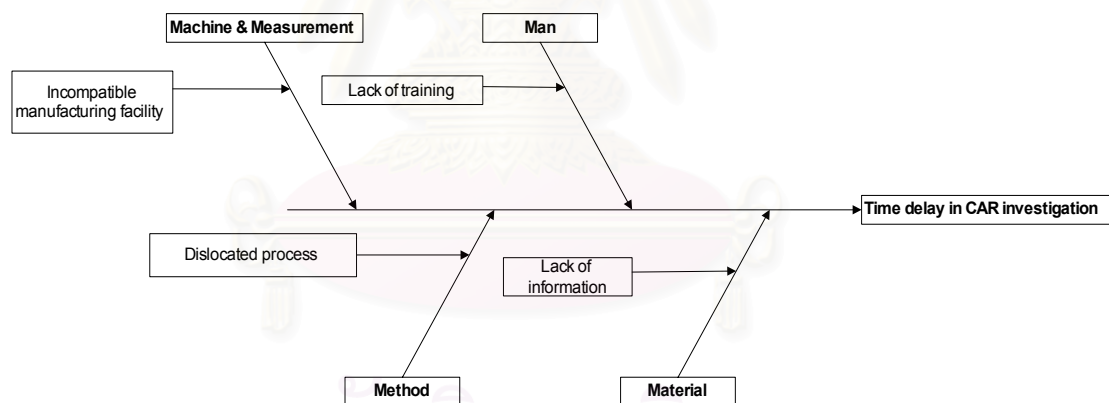 Machine & Measurement
Man
Incompatible
manufacturing facility
Lack of training
Time delay in CAR investigation
Dislocated process
Lack of
information
Method
Material